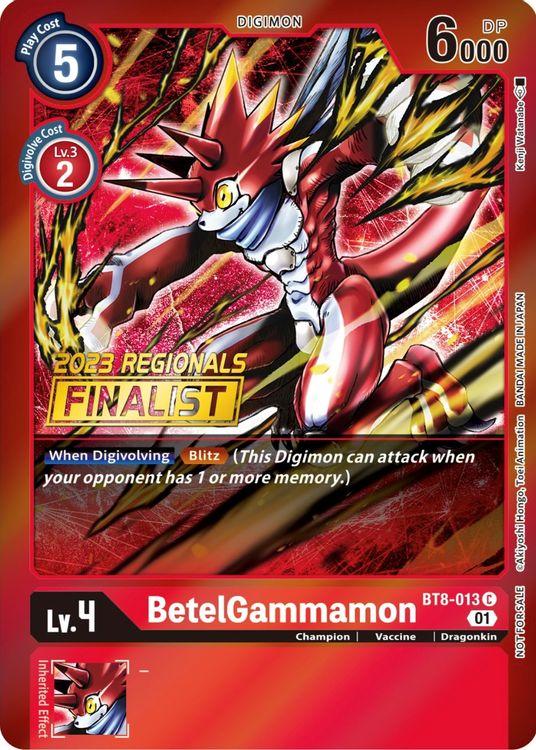 DIGIMON
Play Cost
5
6000
DP
Digivolve Cost
Lv.3
2
Kenji Watanabe
2023 REGIONALS
FINALIST
When Digivolving Blitz (This Digimon can attack when
your opponent has 1 or more memory.)
©Akiyoshi Hongo, Toei Animation BANDAI MADE IN JAPAN
NOT FOR SALE
Lv.4
BetelGammamon
BT8-013 C
01
Champion | Vaccine | Dragonkin
Inherited Effect
–